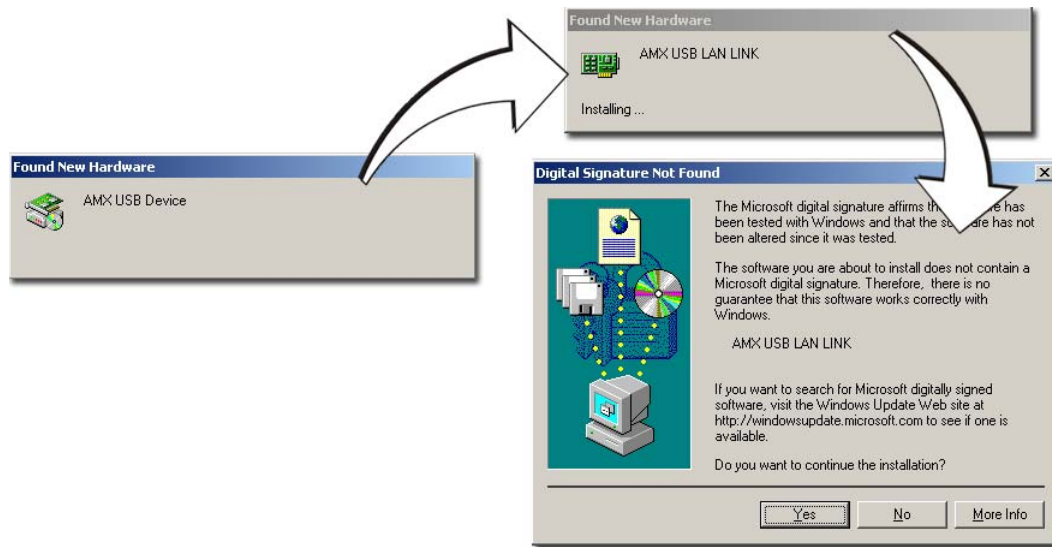 Found New Hardware
AMX USB Device
Found New Hardware
AMX USB LAN LINK
Installing ...
Digital Signature Not Found
The Microsoft digital signature affirms re has
been tested with Windows and that the has not
been altered since it was tested.
The software you are about to install does not contain a
Microsoft digital signature. Therefore, there is no
guarantee that this software works correctly with
Windows.
AMX USB LAN LINK
If you want to search for Microsoft digitally signed
software, visit the Windows Update Web site at
http://windowsupdate.microsoft.com to see if one is
available.
Do you want to continue the installation?
Yes
No
More Info